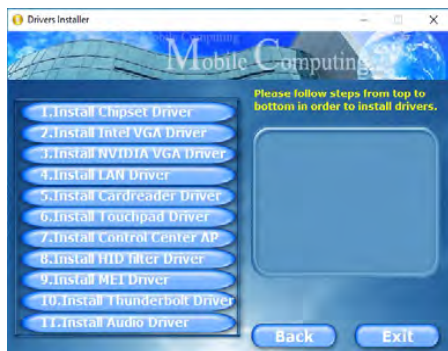 Drivers Installer
Mobile Computing
Mobile Computing
Please follow steps from top to
bottom in order to install drivers.
1.Install Chipset Driver
2.Install Intel VGA Driver
3.Install NVIDIA VGA Driver
4.Install LAN Driver
5.Install Cardreader Driver
6.Install Touchpad Driver
7.Install Control Center AP
8.Install HID filter Driver
9.Install MEI Driver
10.Install Thunderbolt Driver
11.Install Audio Driver
Back
Exit